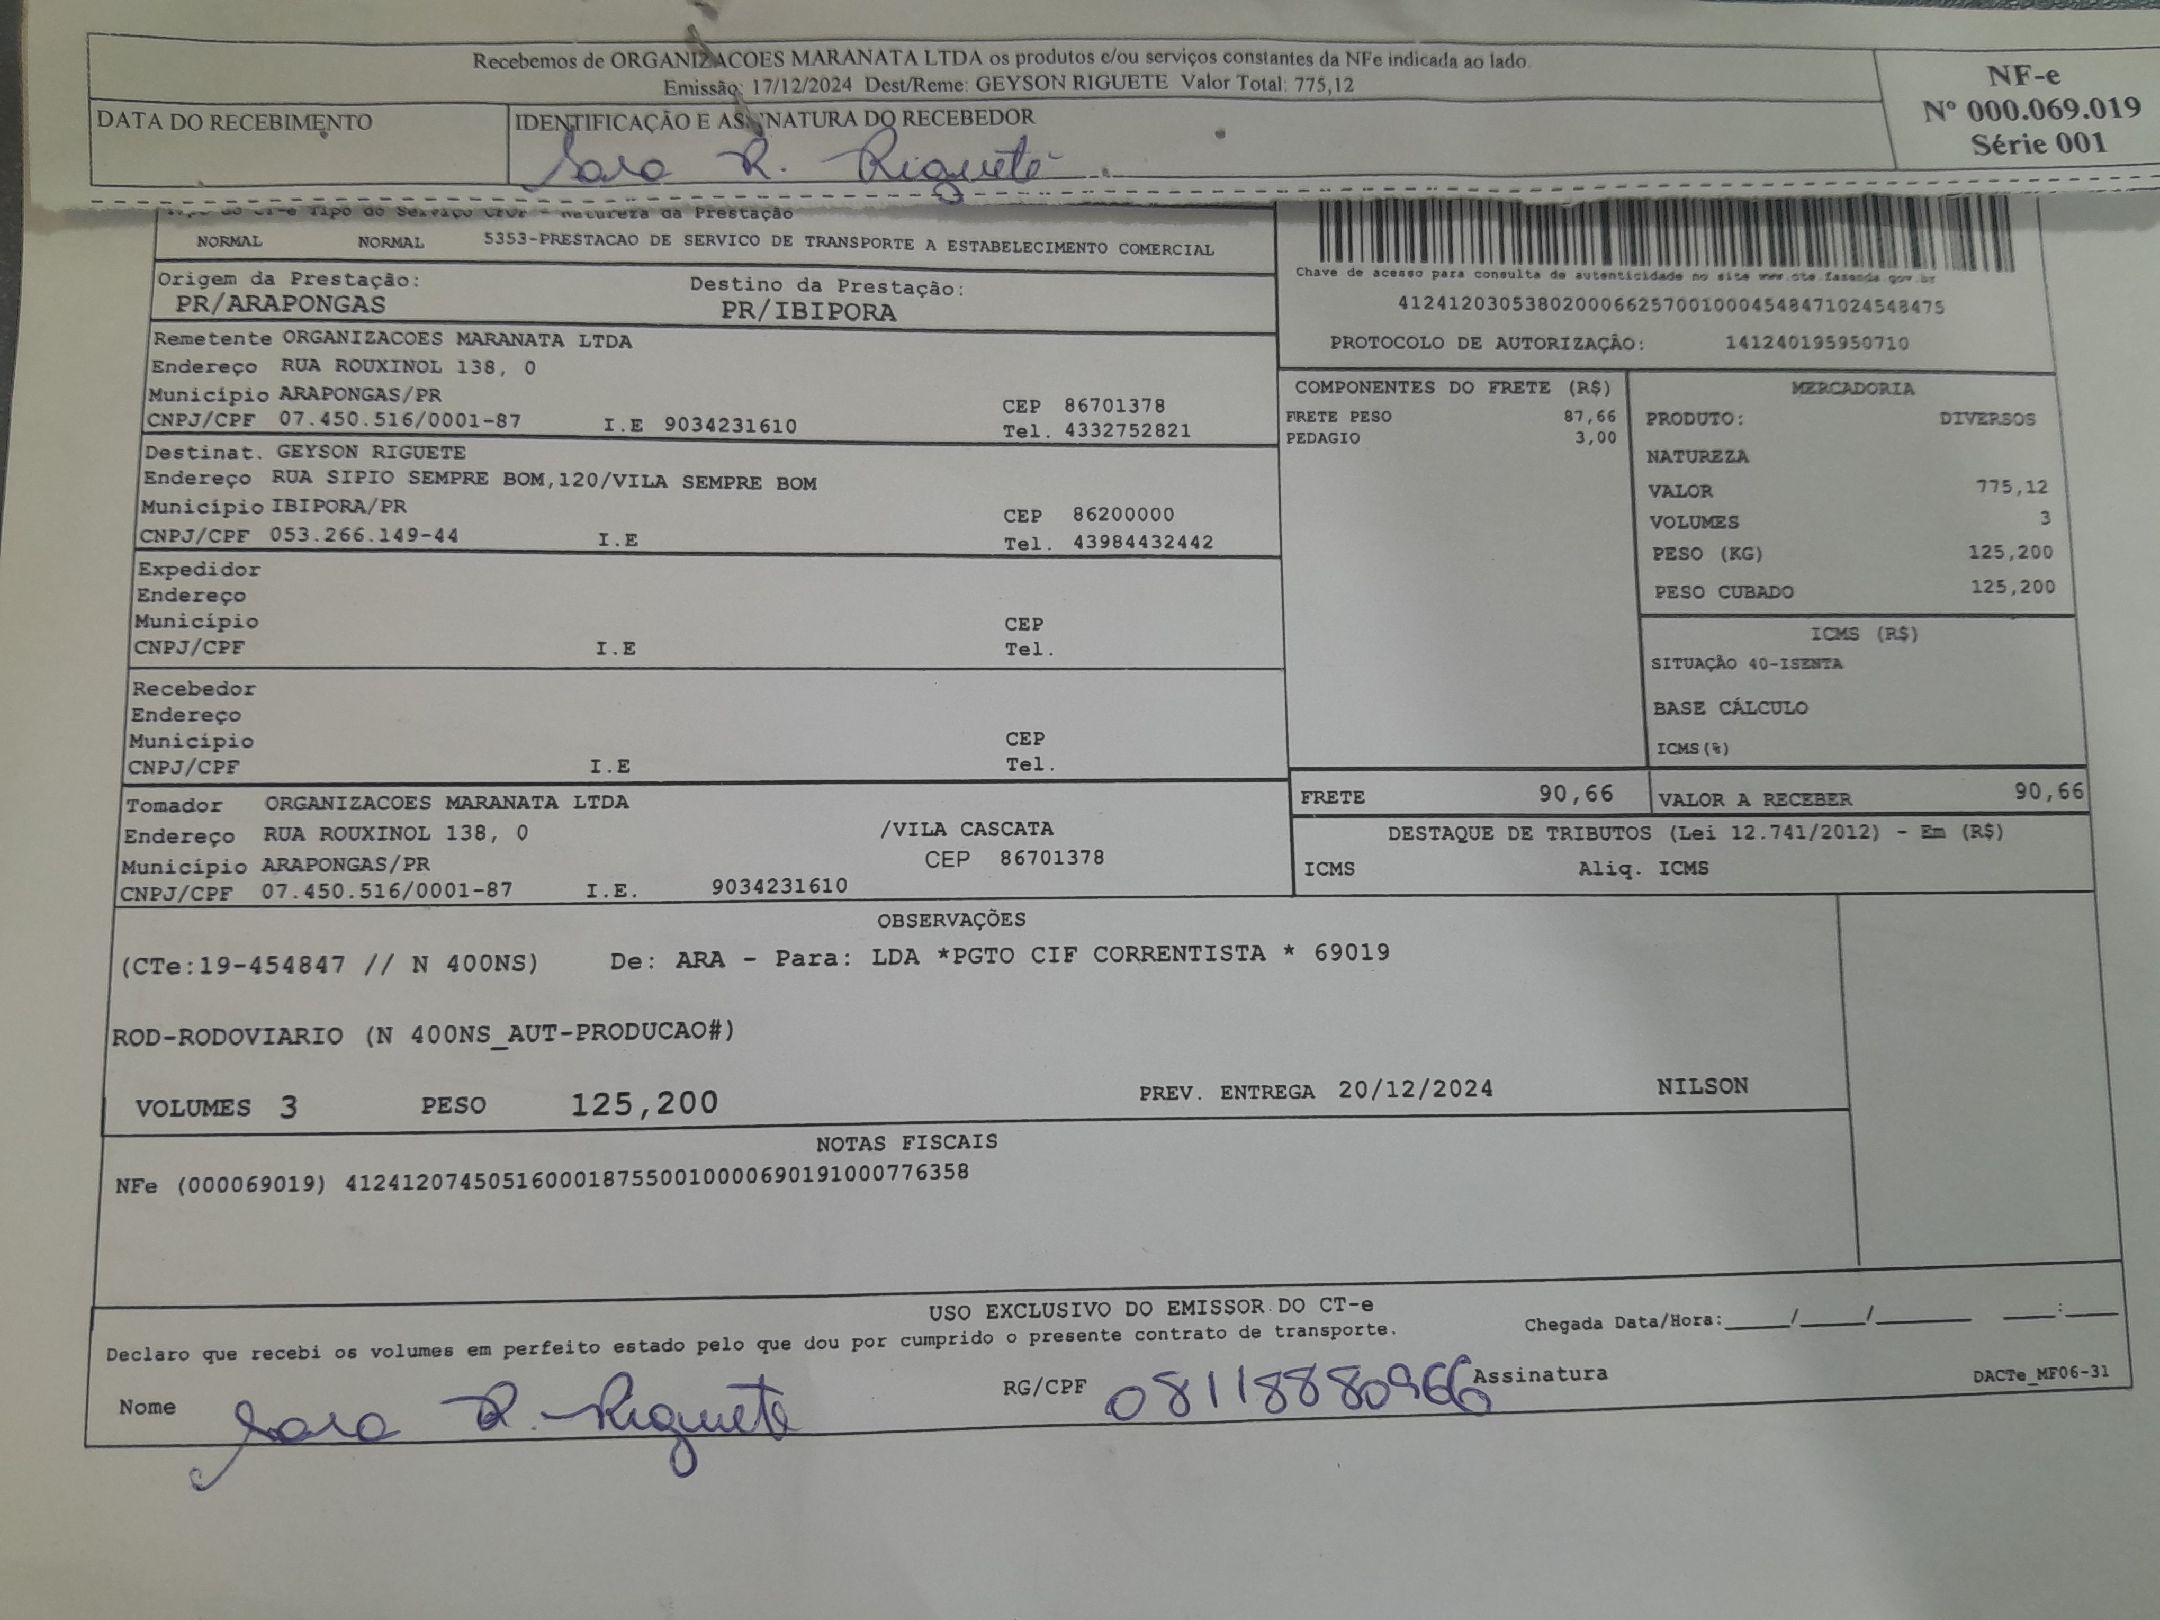 Recebemos de ORGANIZACOES MARANATA LTDA os produtos e/ou serviços constantes da NFe indicada ao lado.
Emissão: 17/12/2024 Dest/Reme: GEYSON RIGUETE Valor Total: 775,12
NF-e
Nº 000.069.019
Série 001
DATA DO RECEBIMENTO
IDENTIFICAÇÃO E ASSINATURA DO RECEBEDOR
Sara R. Riguete
Tipo do CT-e Tipo do Serviço CFOP - Natureza da Prestação
NORMAL NORMAL 5353-PRESTACAO DE SERVICO DE TRANSPORTE A ESTABELECIMENTO COMERCIAL
Chave de acesso para consulta de autenticidade no site www.cte.fazenda.gov.br
41241203053802000662570010004548471024548475
PROTOCOLO DE AUTORIZAÇÃO: 141240195950710
Origem da Prestação: Destino da Prestação:
PR/ARAPONGAS PR/IBIPORA
Remetente ORGANIZACOES MARANATA LTDA
Endereço RUA ROUXINOL 138, 0
Município ARAPONGAS/PR CEP 86701378
CNPJ/CPF 07.450.516/0001-87 I.E 9034231610 Tel. 4332752821
Destinat. GEYSON RIGUETE
Endereço RUA SIPIO SEMPRE BOM,120/VILA SEMPRE BOM
Município IBIPORA/PR CEP 86200000
CNPJ/CPF 053.266.149-44 I.E Tel. 43984432442
Expedidor
Endereço
Município CEP
CNPJ/CPF I.E Tel.
Recebedor
Endereço
Município CEP
CNPJ/CPF I.E Tel.
Tomador ORGANIZACOES MARANATA LTDA
Endereço RUA ROUXINOL 138, 0 /VILA CASCATA
Município ARAPONGAS/PR CEP 86701378
CNPJ/CPF 07.450.516/0001-87 I.E. 9034231610
COMPONENTES DO FRETE (R$)
FRETE PESO 87,66
PEDAGIO 3,00
MERCADORIA
PRODUTO: DIVERSOS
NATUREZA
VALOR 775,12
VOLUMES 3
PESO (KG) 125,200
PESO CUBADO 125,200
ICMS (R$)
SITUAÇÃO 40-ISENTA
BASE CÁLCULO
ICMS(%)
FRETE 90,66 VALOR A RECEBER 90,66
DESTAQUE DE TRIBUTOS (Lei 12.741/2012) - Em (R$)
ICMS Aliq. ICMS
OBSERVAÇÕES
(CTe:19-454847 // N 400NS) De: ARA - Para: LDA *PGTO CIF CORRENTISTA * 69019
ROD-RODOVIARIO (N 400NS_AUT-PRODUCAO#)
VOLUMES 3 PESO 125,200 PREV. ENTREGA 20/12/2024 NILSON
NOTAS FISCAIS
NFe (000069019) 41241207450516000187550010000690191000776358
USO EXCLUSIVO DO EMISSOR DO CT-e
Declaro que recebi os volumes em perfeito estado pelo que dou por cumprido o presente contrato de transporte. Chegada Data/Hora:_____/_____/_______ ____:____
Nome Sara R. Riguete RG/CPF 08118880966 Assinatura DACTe_MF06-31